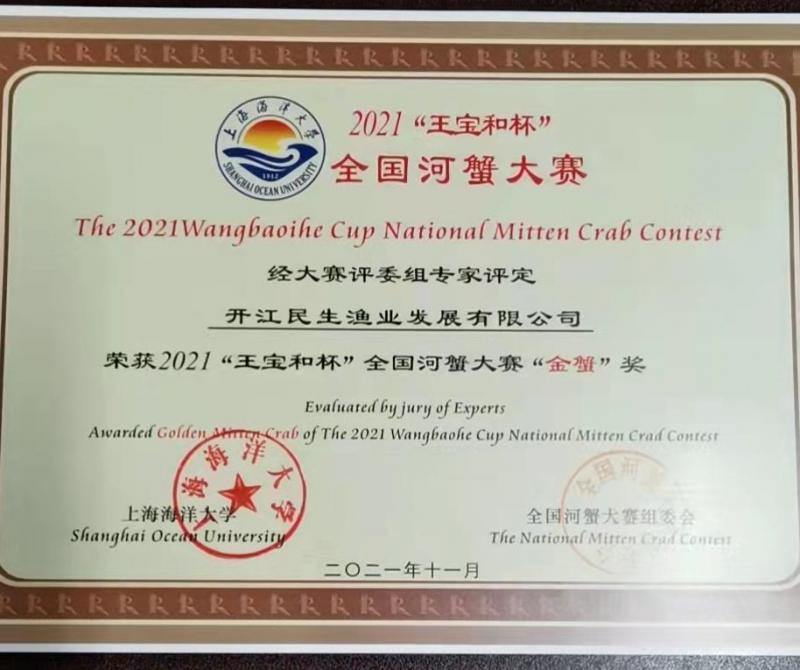 上海海洋大学
SHANGHAI OCEAN UNIVERSITY
1912
2021“王宝和杯”
全国河蟹大赛
The 2021Wangbaoihe Cup National Mitten Crab Contest
经大赛评委组专家评定
开江民生渔业发展有限公司
荣获2021“王宝和杯”全国河蟹大赛“金蟹”奖
Evaluated by jury of Experts
Awarded Golden Mitten Crab of The 2021 Wangbaohe Cup National Mitten Crad Contest
上海海洋大学
上海海洋大学
Shanghai Ocean University
全国河蟹大赛组委会
The National Mitten Crad Contest
二〇二一年十一月